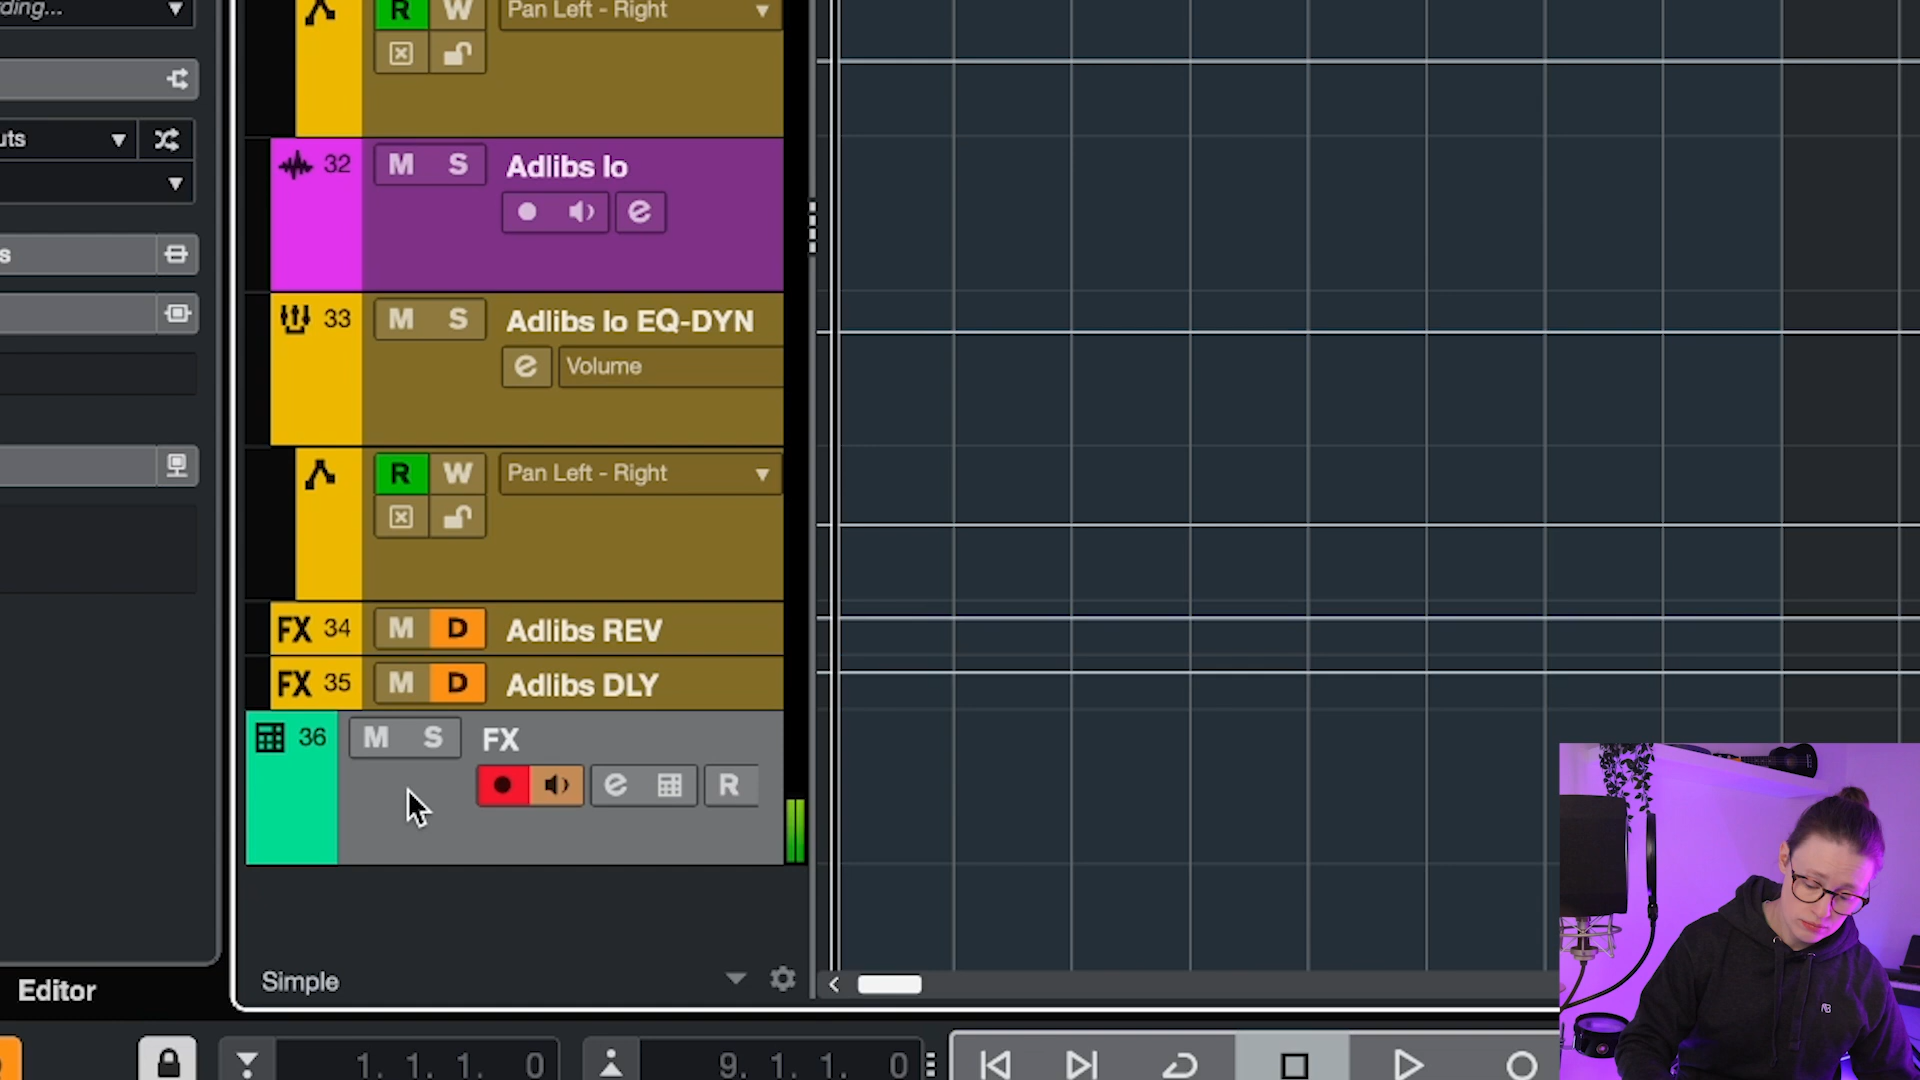 ding...
R W Pan Left - Right
uts
32 M S Adlibs lo
e
s
33 M S Adlibs lo EQ-DYN
e Volume
R W Pan Left - Right
FX 34 M D Adlibs REV
FX 35 M D Adlibs DLY
36 M S FX
e R
Simple
Editor
1. 1. 1. 0
9. 1. 1. 0